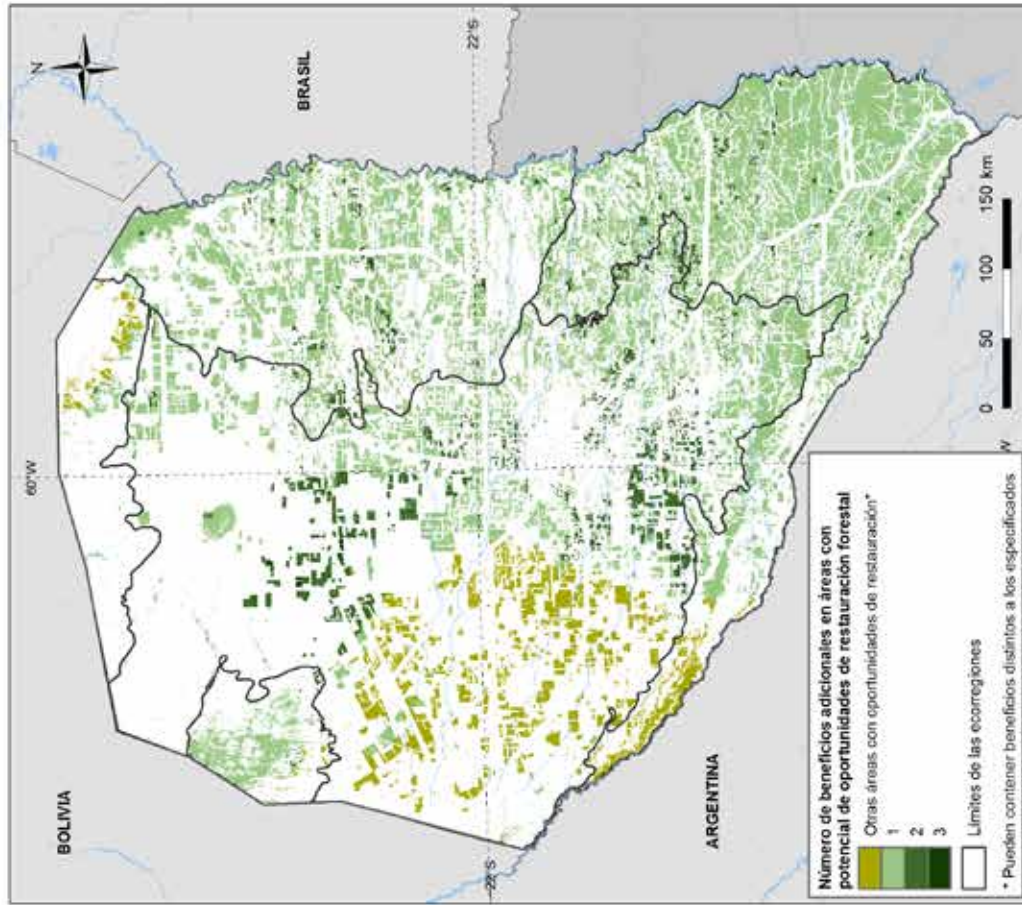 N
BOLIVIA
BRASIL
60°W
22°S
22°S
ARGENTINA
W
0 50 100 150 km
Número de beneficios adicionales en áreas con
potencial de oportunidades de restauración forestal
Otras áreas con oportunidades de restauración*
1
2
3
Límites de las ecorregiones
* Pueden contener beneficios distintos a los especificados